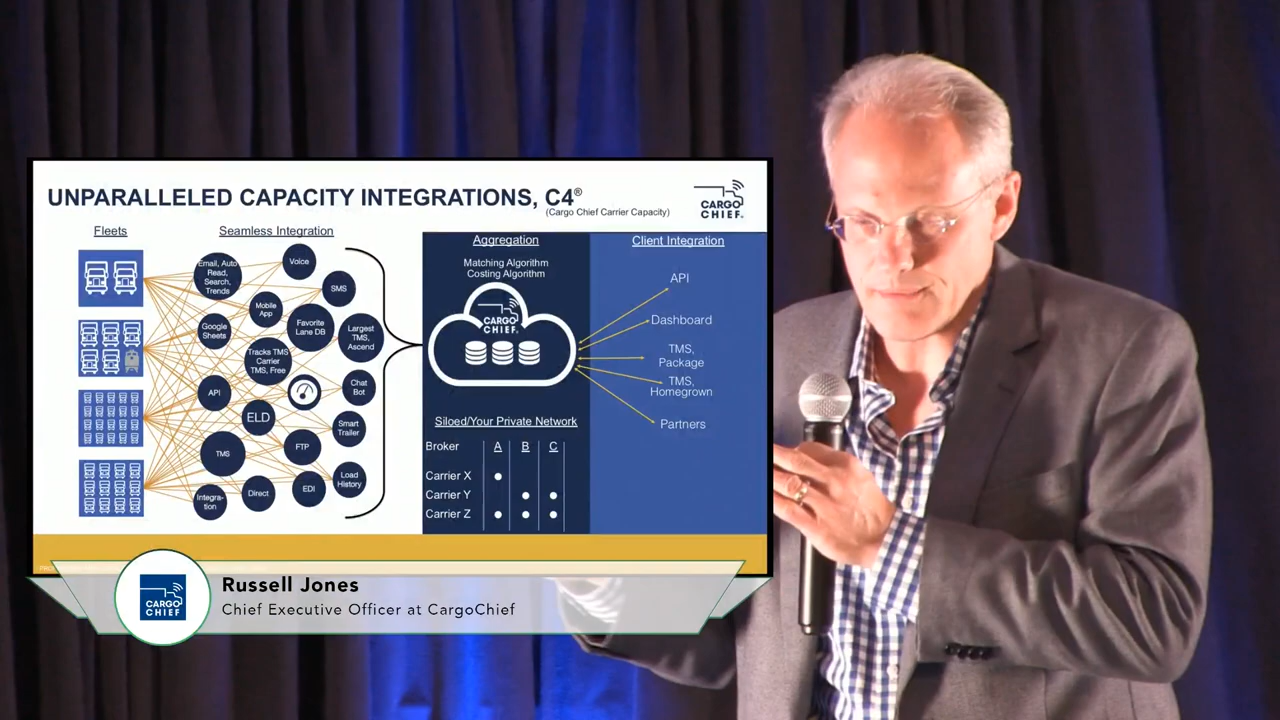 UNPARALLELED CAPACITY INTEGRATIONS, C4®
(Cargo Chief Carrier Capacity)
CARGO
CHIEF.
Fleets
Seamless Integration
Email, Auto
Read,
Search,
Trends
Voice
SMS
Mobile
App
Google
Sheets
Favorite
Lane DB
Largest
TMS,
Ascend
Tracks TMS
Carrier
TMS, Free
API
Chat
Bot
ELD
Smart
Trailer
TMS
FTP
Load
History
Integra-
tion
Direct
EDI
Aggregation
Matching Algorithm
Costing Algorithm
CARGO
CHIEF.
Siloed/Your Private Network
Broker A B C
Carrier X
Carrier Y
Carrier Z
Client Integration
API
Dashboard
TMS,
Package
TMS,
Homegrown
Partners
CARGO
CHIEF
Russell Jones
Chief Executive Officer at CargoChief